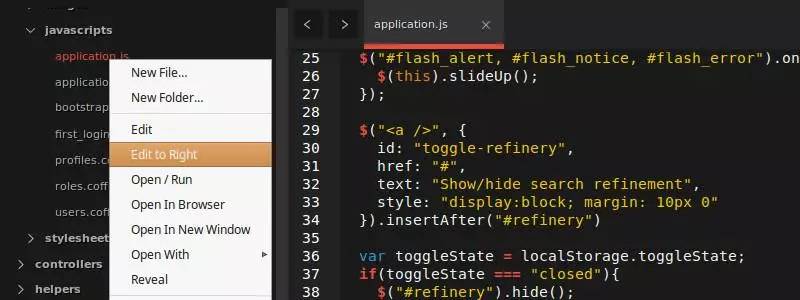 javascripts
application.js
applicatio
bootstrap
first_login
profiles.c
roles.coff
users.coff
stylesheet
controllers
helpers
New File...
New Folder...
Edit
Edit to Right
Open / Run
Open In Browser
Open In New Window
Open With
Reveal
application.js ×
25 $("#flash_alert, #flash_notice, #flash_error").on
26 $(this).slideUp();
27 });
28
29 $("<a />", {
30 id: "toggle-refinery",
31 href: "#",
32 text: "Show/hide search refinement",
33 style: "display:block; margin: 10px 0"
34 }).insertAfter("#refinery")
35
36 var toggleState = localStorage.toggleState;
37 if(toggleState === "closed"){
38 $("#refinery").hide();